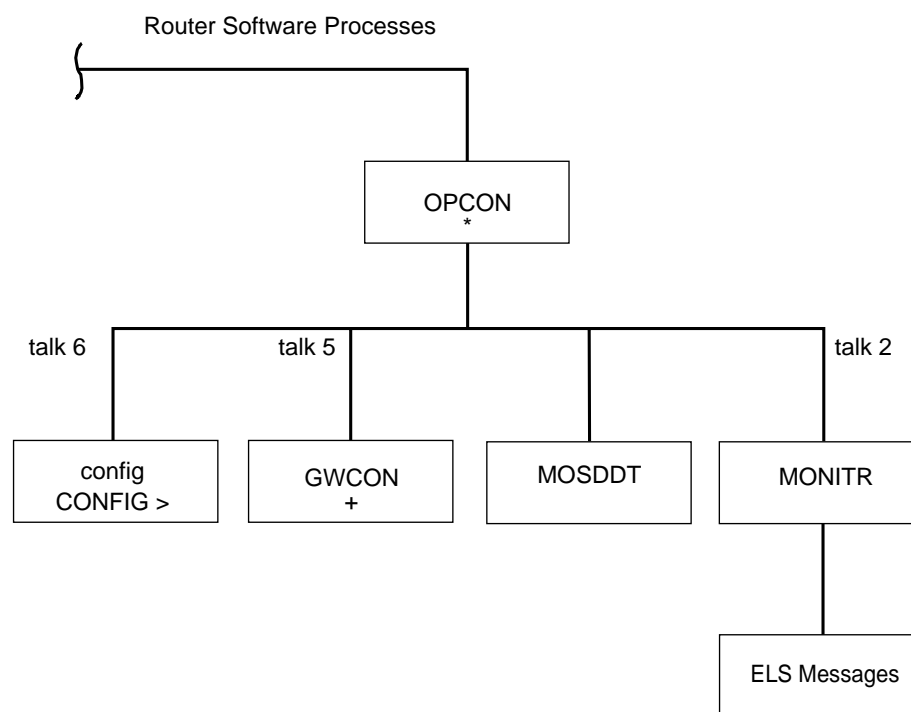 Router Software Processes
OPCON
*
talk 6
talk 5
talk 2
config
CONFIG >
GWCON
+
MOSDDT
MONITR
ELS Messages